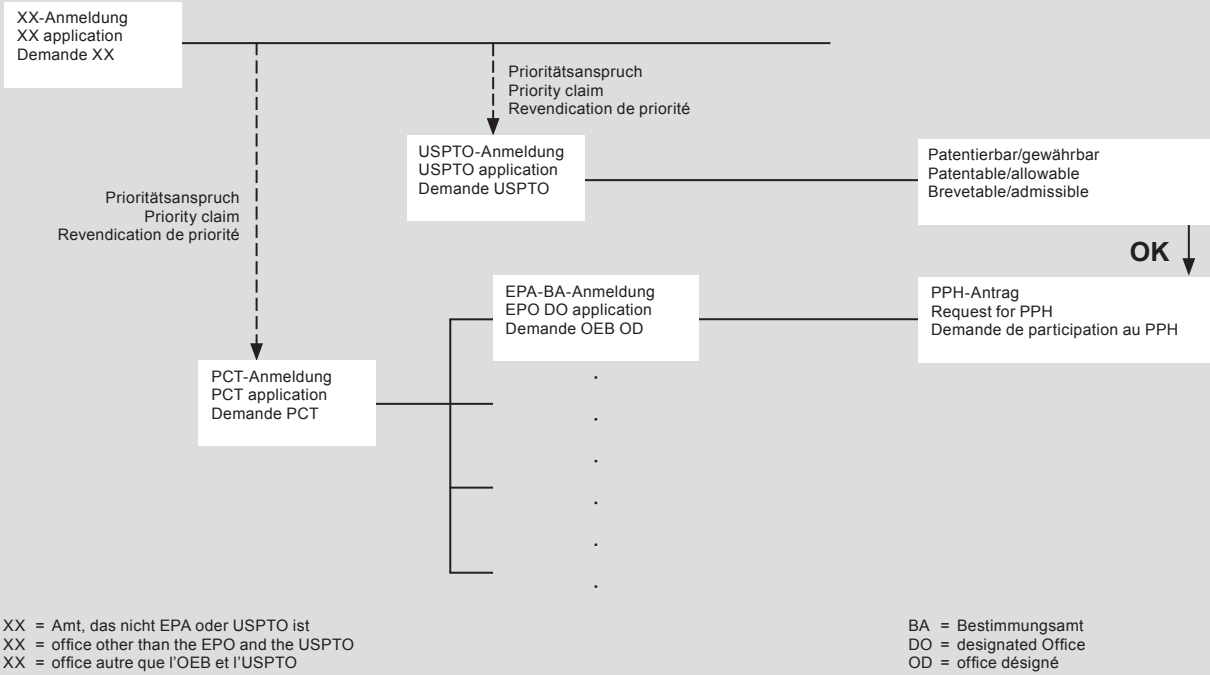 XX-Anmeldung
XX application
Demande XX
Prioritätsanspruch
Priority claim
Revendication de priorité
USPTO-Anmeldung
USPTO application
Demande USPTO
Patentierbar/gewährbar
Patentable/allowable
Brevetable/admissible
Prioritätsanspruch
Priority claim
Revendication de priorité
OK
EPA-BA-Anmeldung
EPO DO application
Demande OEB OD
PPH-Antrag
Request for PPH
Demande de participation au PPH
PCT-Anmeldung
PCT application
Demande PCT
XX = Amt, das nicht EPA oder USPTO ist
XX = office other than the EPO and the USPTO
XX = office autre que l'OEB et l'USPTO
BA = Bestimmungsamt
DO = designated Office
OD = office désigné